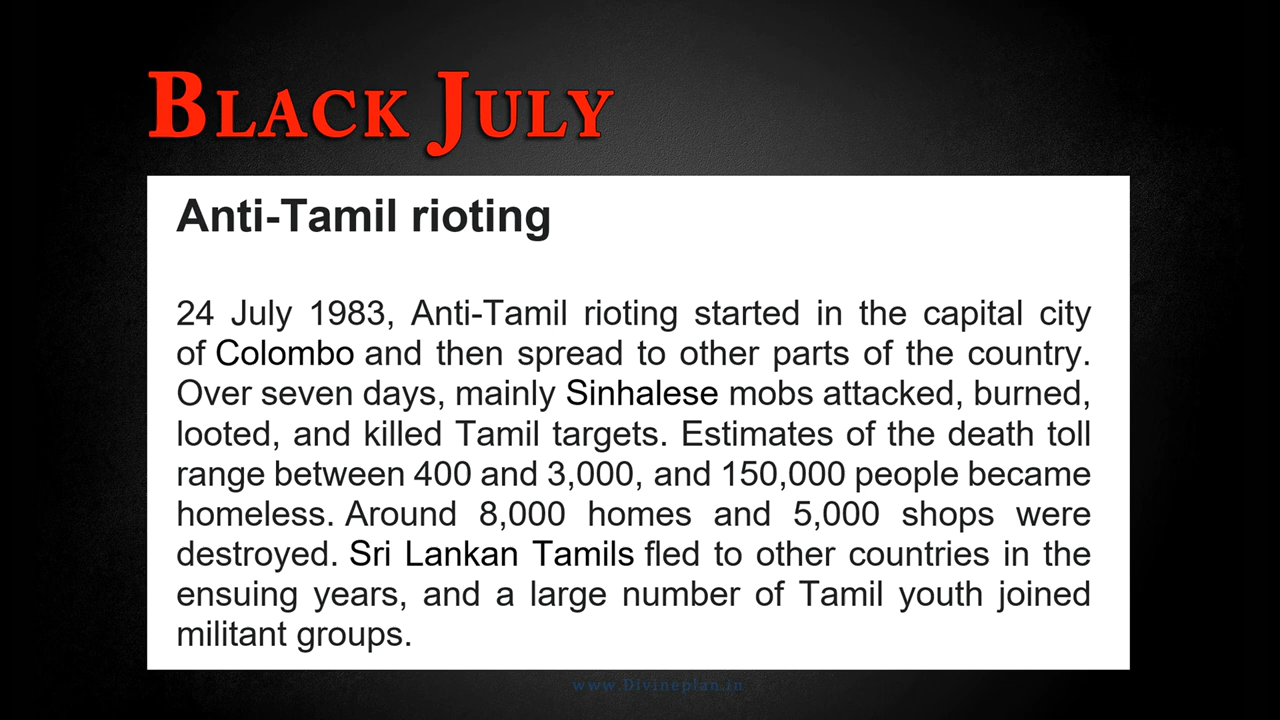 BLACK JULY
Anti-Tamil rioting
24 July 1983, Anti-Tamil rioting started in the capital city
of Colombo and then spread to other parts of the country.
Over seven days, mainly Sinhalese mobs attacked, burned,
looted, and killed Tamil targets. Estimates of the death toll
range between 400 and 3,000, and 150,000 people became
homeless. Around 8,000 homes and 5,000 shops were
destroyed. Sri Lankan Tamils fled to other countries in the
ensuing years, and a large number of Tamil youth joined
militant groups.
www.Divineplan.in